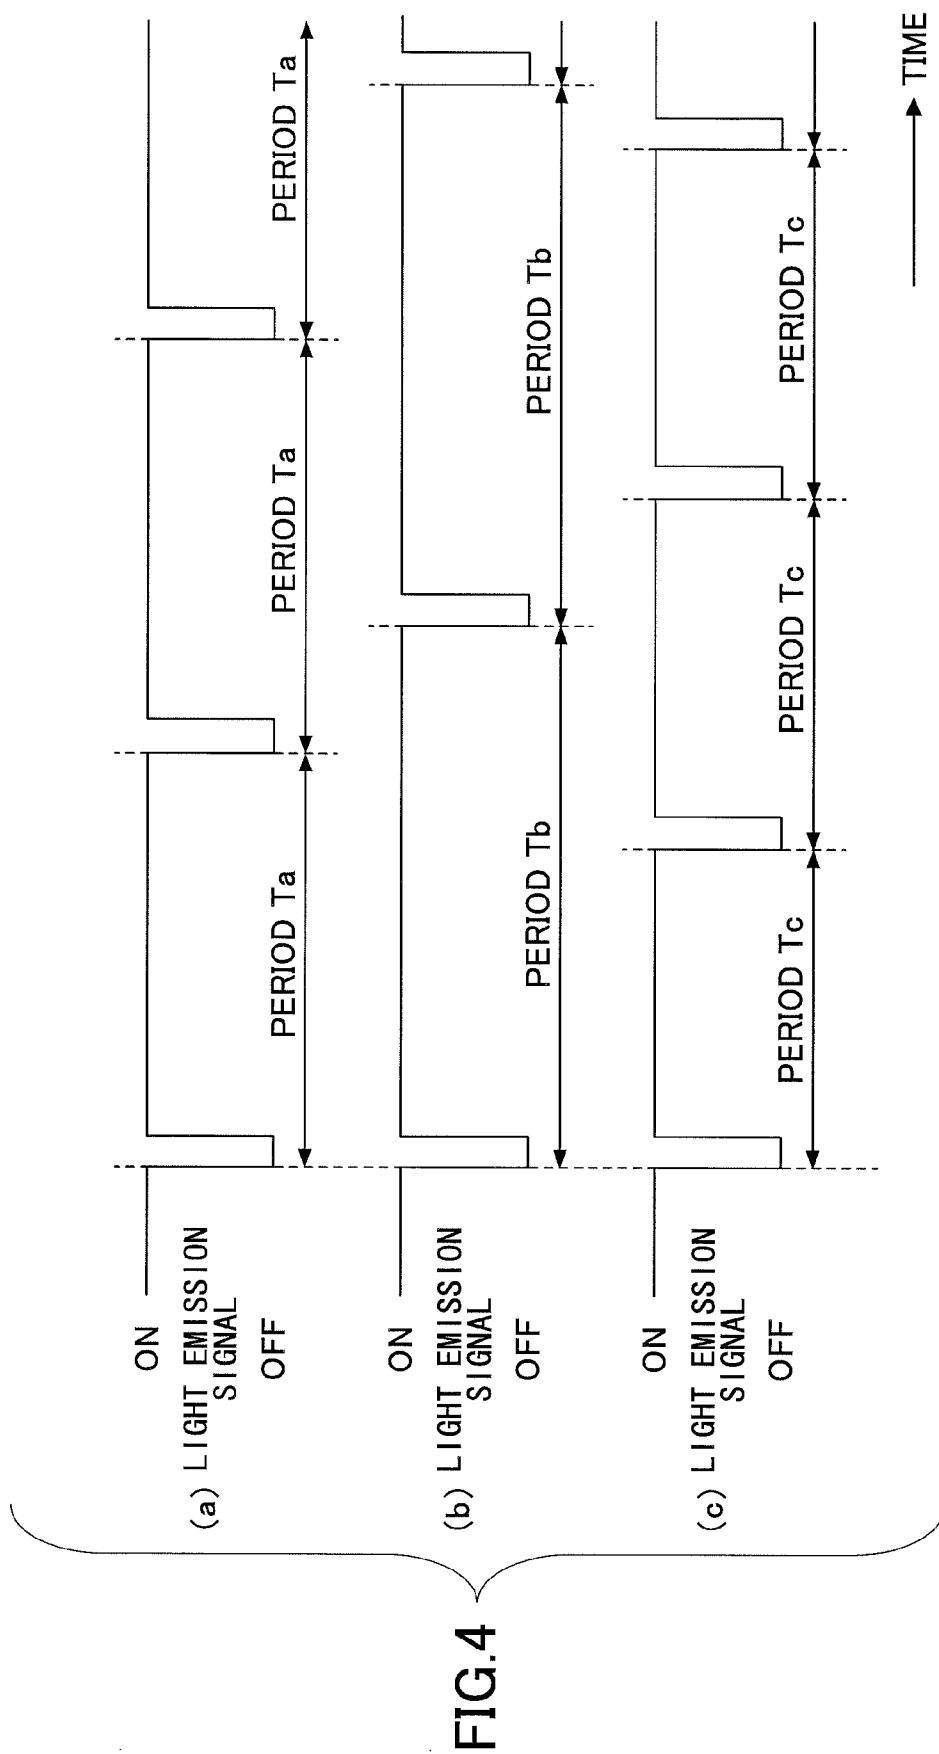 FIG.4
(a) LIGHT EMISSION
SIGNAL
ON
OFF
PERIOD Ta
PERIOD Ta
PERIOD Ta
(b) LIGHT EMISSION
SIGNAL
ON
OFF
PERIOD Tb
PERIOD Tb
(c) LIGHT EMISSION
SIGNAL
ON
OFF
PERIOD Tc
PERIOD Tc
PERIOD Tc
TIME